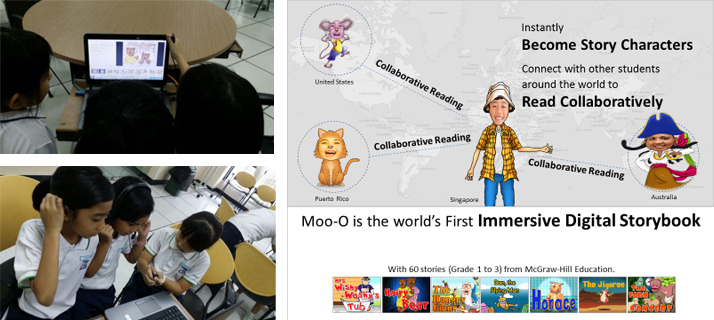 Instantly
Become Story Characters
Connect with other students
around the world to
Read Collaboratively
United States
Collaborative Reading
Collaborative Reading
Collaborative Reading
Puerto Rico
Singapore
Australia
Moo-O is the world's First Immersive Digital Storybook
With 60 stories (Grade 1 to 3) from McGraw-Hill Education.
Mrs Wishy Washy's Tub
Hairy Bear
The Hungry Giant
Dan, the Flying Man
Horace
The Jigaree